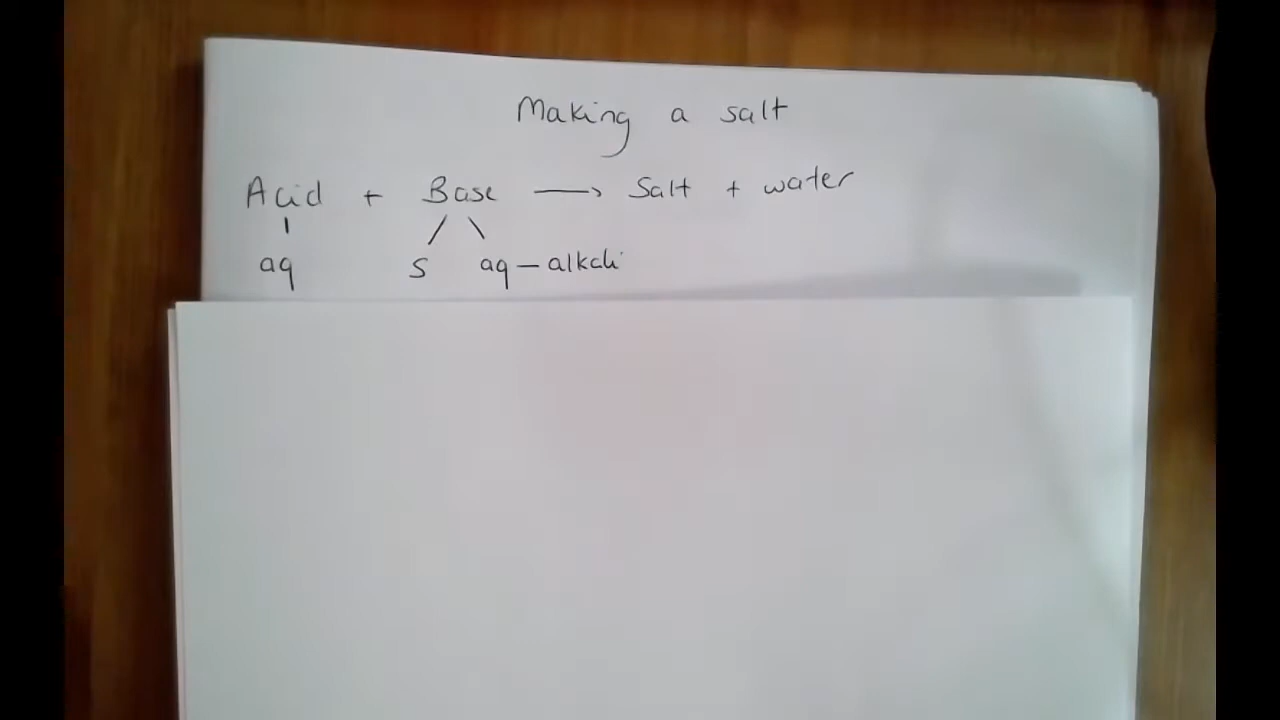 Making a salt
Acid + Base → Salt + water
aq s aq – alkali